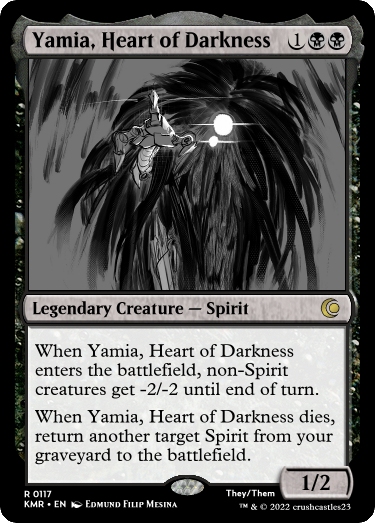 Yamia, Heart of Darkness 1
Legendary Creature — Spirit
When Yamia, Heart of Darkness
enters the battlefield, non-Spirit
creatures get -2/-2 until end of turn.
When Yamia, Heart of Darkness dies,
return another target Spirit from your
graveyard to the battlefield.
1/2
R 0117
KMR • EN Edmund Filip Mesina
They/Them
™ & © 2022 crushcastles23